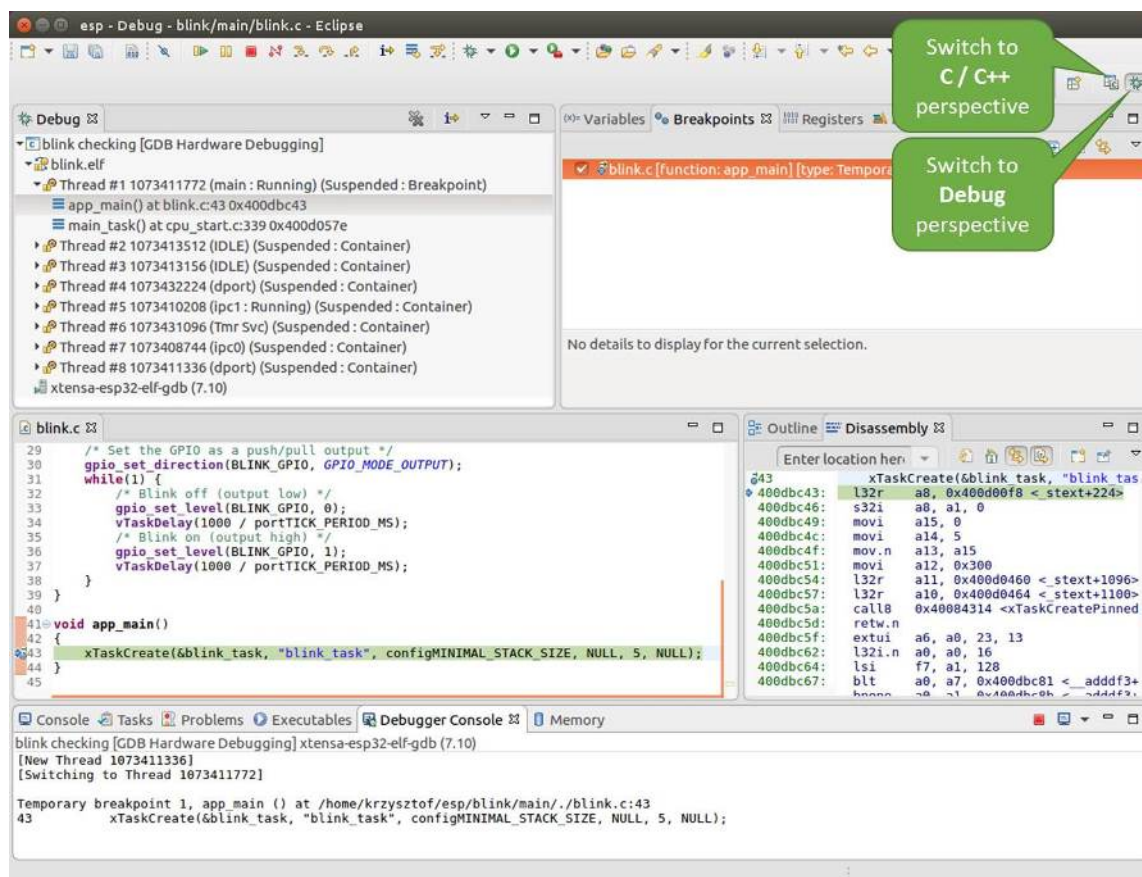 esp - Debug - blink/main/blink.c - Eclipse
Switch to
C / C++
perspective
Debug
blink checking [GDB Hardware Debugging]
blink.elf
Thread #1 1073411772 (main : Running) (Suspended : Breakpoint)
app_main() at blink.c:43 0x400dbc43
main_task() at cpu_start.c:339 0x400d057e
Thread #2 1073413512 (IDLE) (Suspended : Container)
Thread #3 1073413156 (IDLE) (Suspended : Container)
Thread #4 1073432224 (dport) (Suspended : Container)
Thread #5 1073410208 (ipc1 : Running) (Suspended : Container)
Thread #6 1073431096 (Tmr Svc) (Suspended : Container)
Thread #7 1073408744 (ipc0) (Suspended : Container)
Thread #8 1073411336 (dport) (Suspended : Container)
xtensa-esp32-elf-gdb (7.10)
(x)= Variables Breakpoints Registers
blink.c [function: app_main] [type: Tempora
Switch to
Debug
perspective
No details to display for the current selection.
blink.c
29 /* Set the GPIO as a push/pull output */
30 gpio_set_direction(BLINK_GPIO, GPIO_MODE_OUTPUT);
31 while(1) {
32 /* Blink off (output low) */
33 gpio_set_level(BLINK_GPIO, 0);
34 vTaskDelay(1000 / portTICK_PERIOD_MS);
35 /* Blink on (output high) */
36 gpio_set_level(BLINK_GPIO, 1);
37 vTaskDelay(1000 / portTICK_PERIOD_MS);
38 }
39 }
40
41 void app_main()
42 {
43 xTaskCreate(&blink_task, "blink_task", configMINIMAL_STACK_SIZE, NULL, 5, NULL);
44 }
45
Outline Disassembly
Enter location her
43 xTaskCreate(&blink_task, "blink_tas
400dbc43: l32r a8, 0x400d00f8 <_stext+224>
400dbc46: s32i a8, a1, 0
400dbc49: movi a15, 0
400dbc4c: movi a14, 5
400dbc4f: mov.n a13, a15
400dbc51: movi a12, 0x300
400dbc54: l32r a11, 0x400d0460 <_stext+1096>
400dbc57: l32r a10, 0x400d0464 <_stext+1100>
400dbc5a: call8 0x40084314 <xTaskCreatePinned
400dbc5d: retw.n
400dbc5f: extui a6, a0, 23, 13
400dbc62: l32i.n a0, a0, 16
400dbc64: lsi f7, a1, 128
400dbc67: blt a0, a7, 0x400dbc81 <__adddf3+
Console Tasks Problems Executables Debugger Console Memory
blink checking [GDB Hardware Debugging] xtensa-esp32-elf-gdb (7.10)
[New Thread 1073411336]
[Switching to Thread 1073411772]
Temporary breakpoint 1, app_main () at /home/krzysztof/esp/blink/main/./blink.c:43
43 xTaskCreate(&blink_task, "blink_task", configMINIMAL_STACK_SIZE, NULL, 5, NULL);